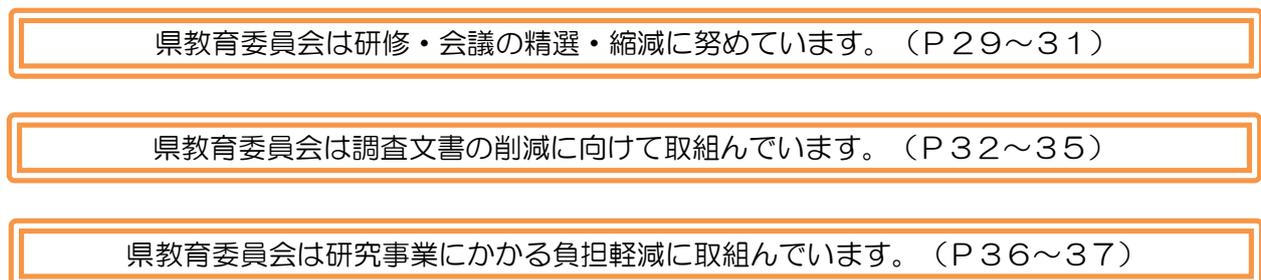 県教育委員会は研修・会議の精選・縮減に努めています。（Ｐ２９～３１）
県教育委員会は調査文書の削減に向けて取組んでいます。（Ｐ３２～３５）
県教育委員会は研究事業にかかる負担軽減に取組んでいます。（Ｐ３６～３７）